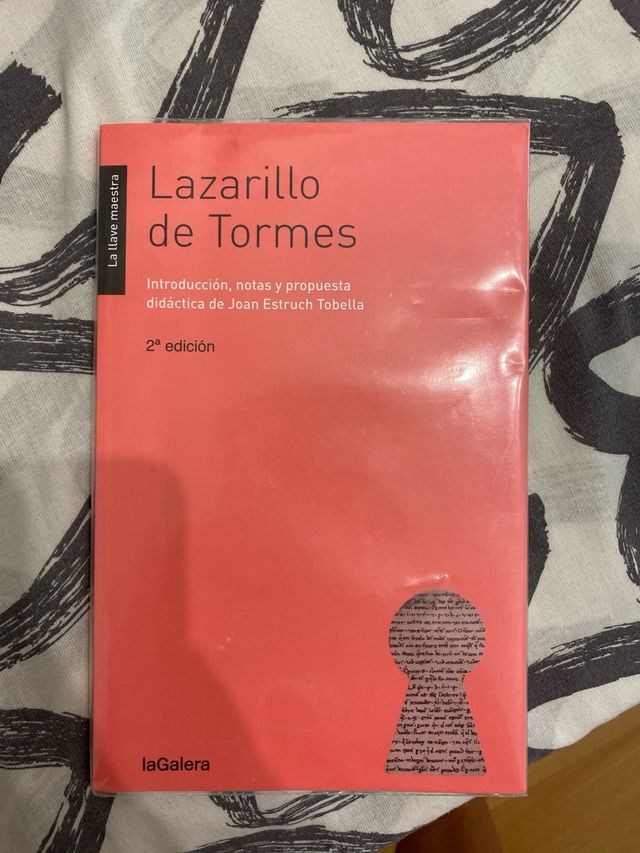 La llave maestra
Lazarillo
de Tormes
Introducción, notas y propuesta
didáctica de Joan Estruch Tobella
2ª edición
laGalera